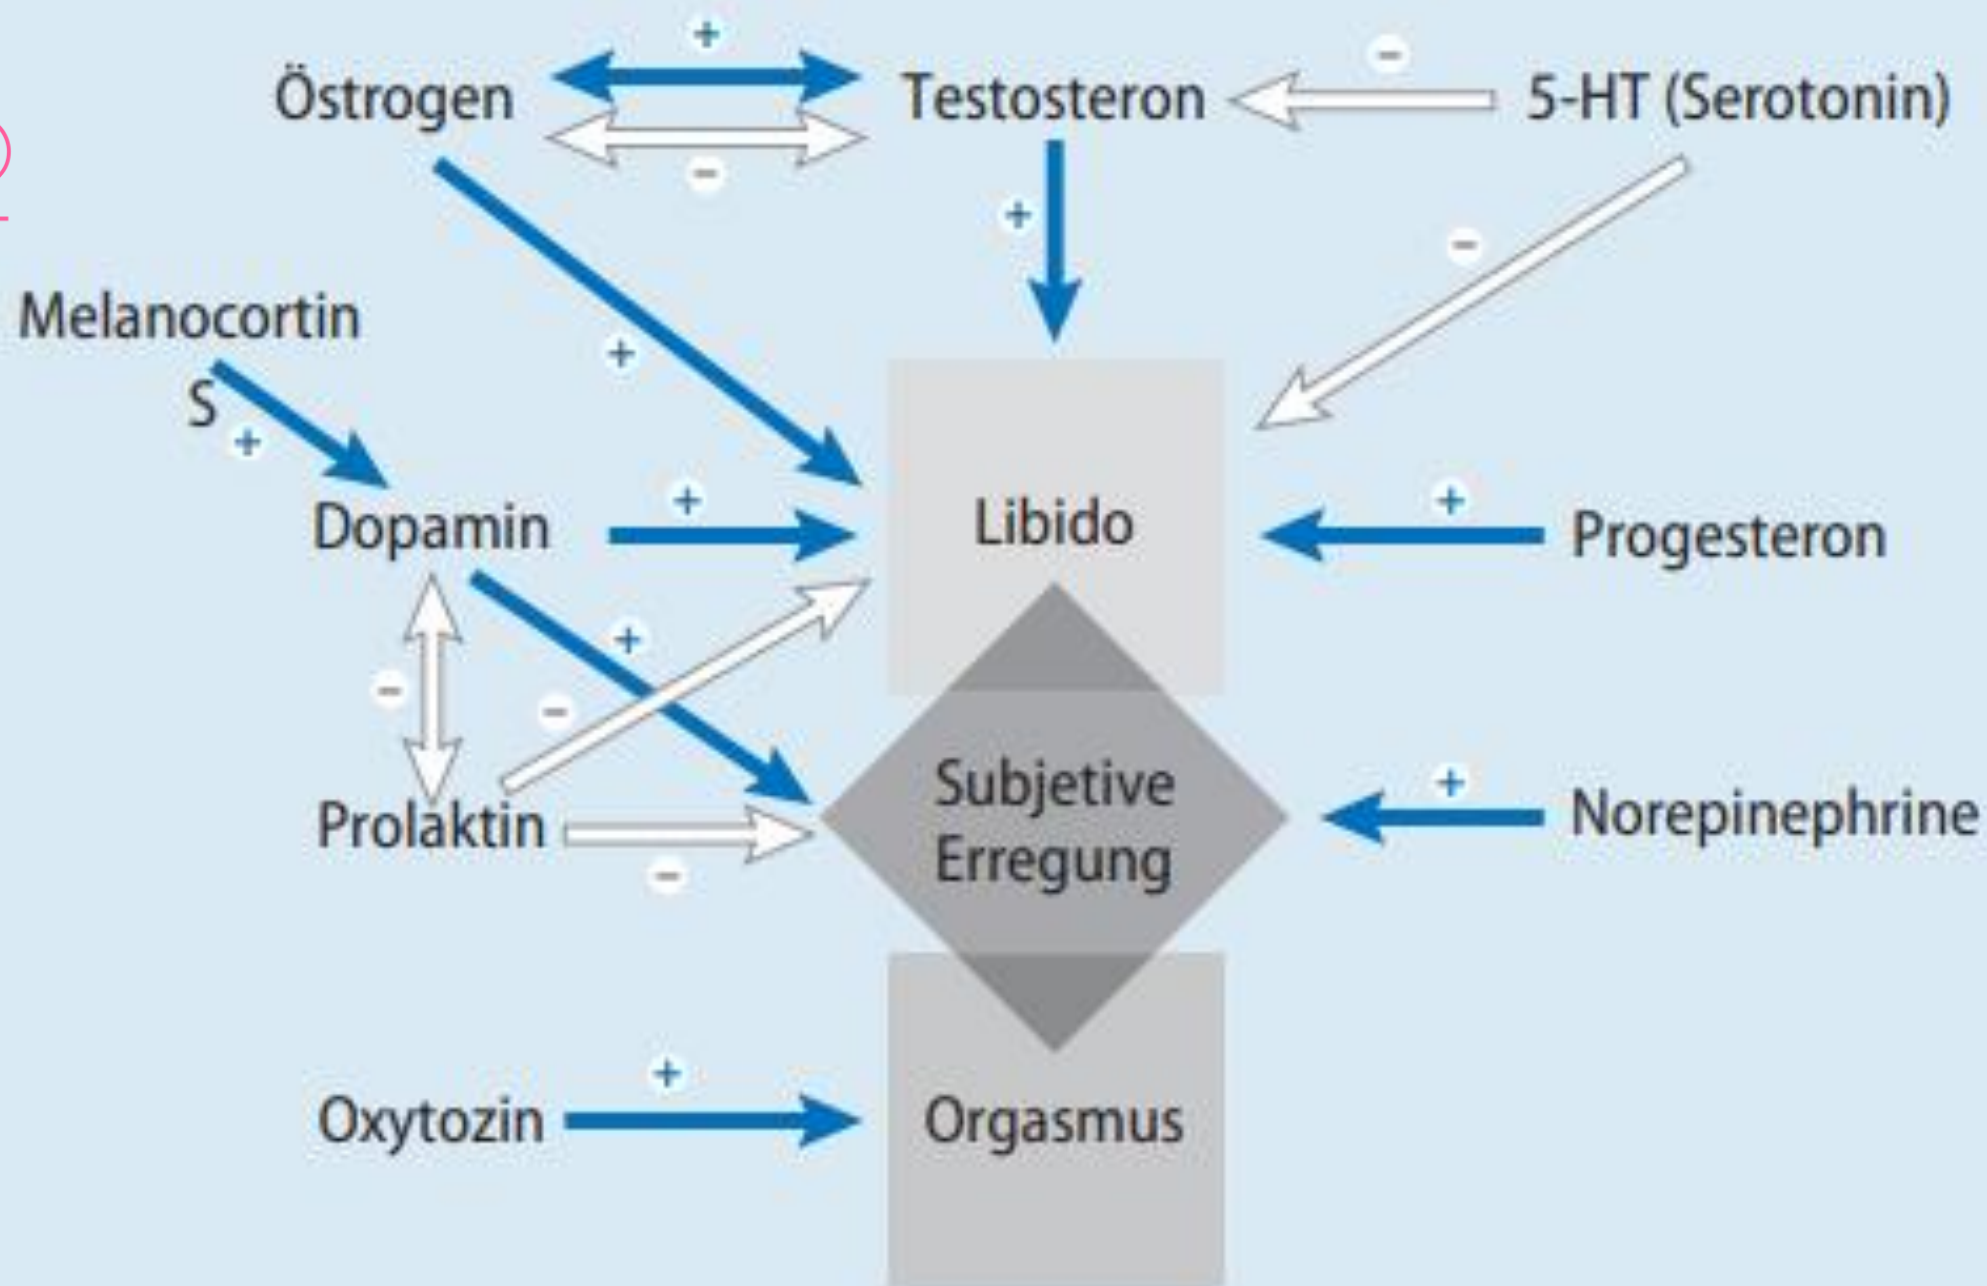 +
Östrogen
Testosteron
−
5-HT (Serotonin)
−
+
−
Melanocortin
+
S
+
+
Dopamin
Libido
+
Progesteron
+
−
−
Subjetive
Erregung
+
Norepinephrine
Prolaktin
−
+
Oxytozin
Orgasmus